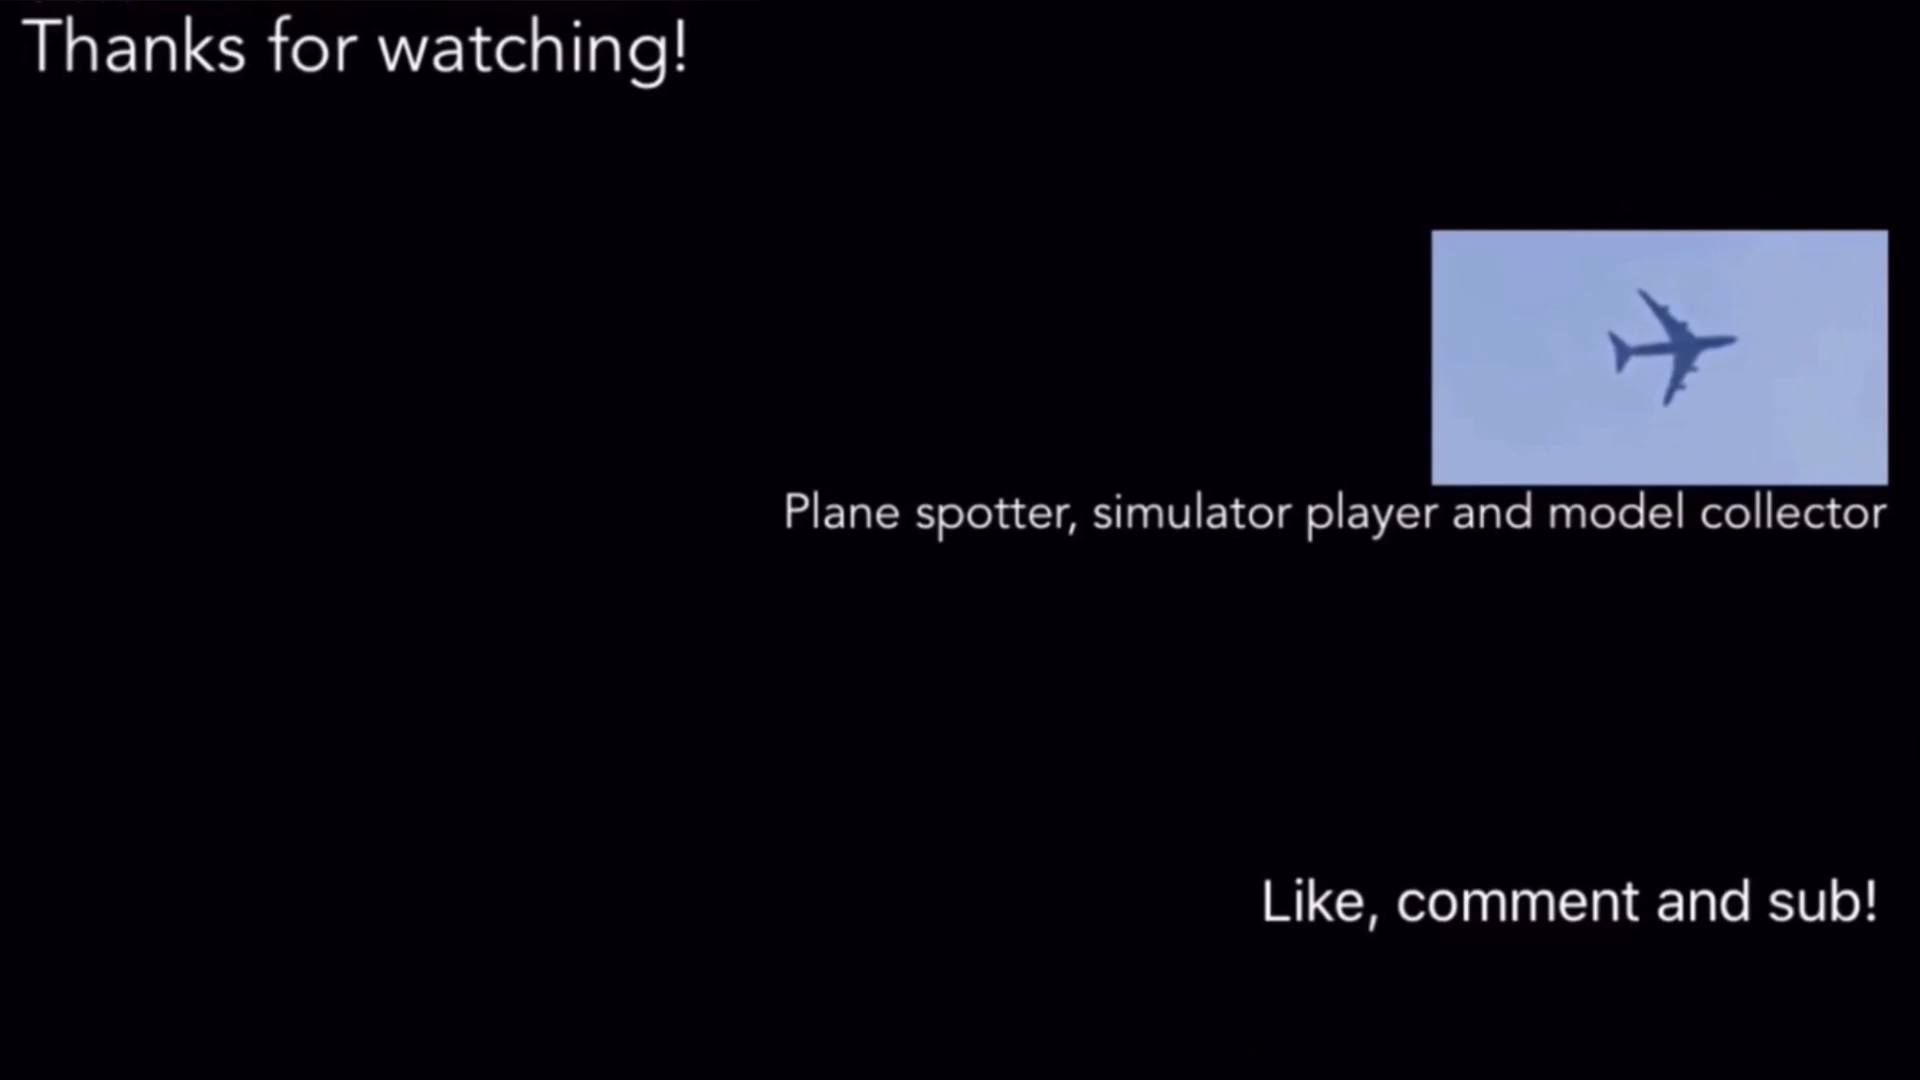 Thanks for watching!
Plane spotter, simulator player and model collector
Like, comment and sub!